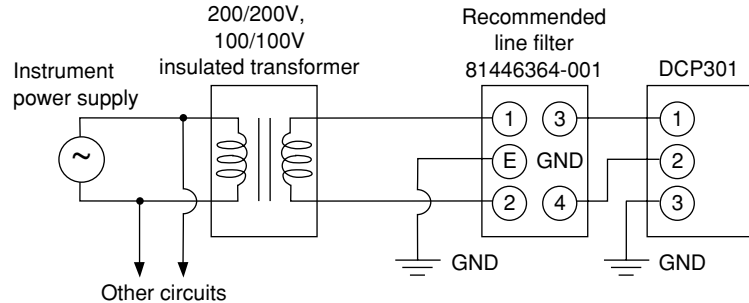 200/200V,
100/100V
insulated transformer
Recommended
line filter
81446364-001
DCP301
Instrument
power supply
~
1
3
1
E
GND
2
2
4
3
GND
GND
Other circuits